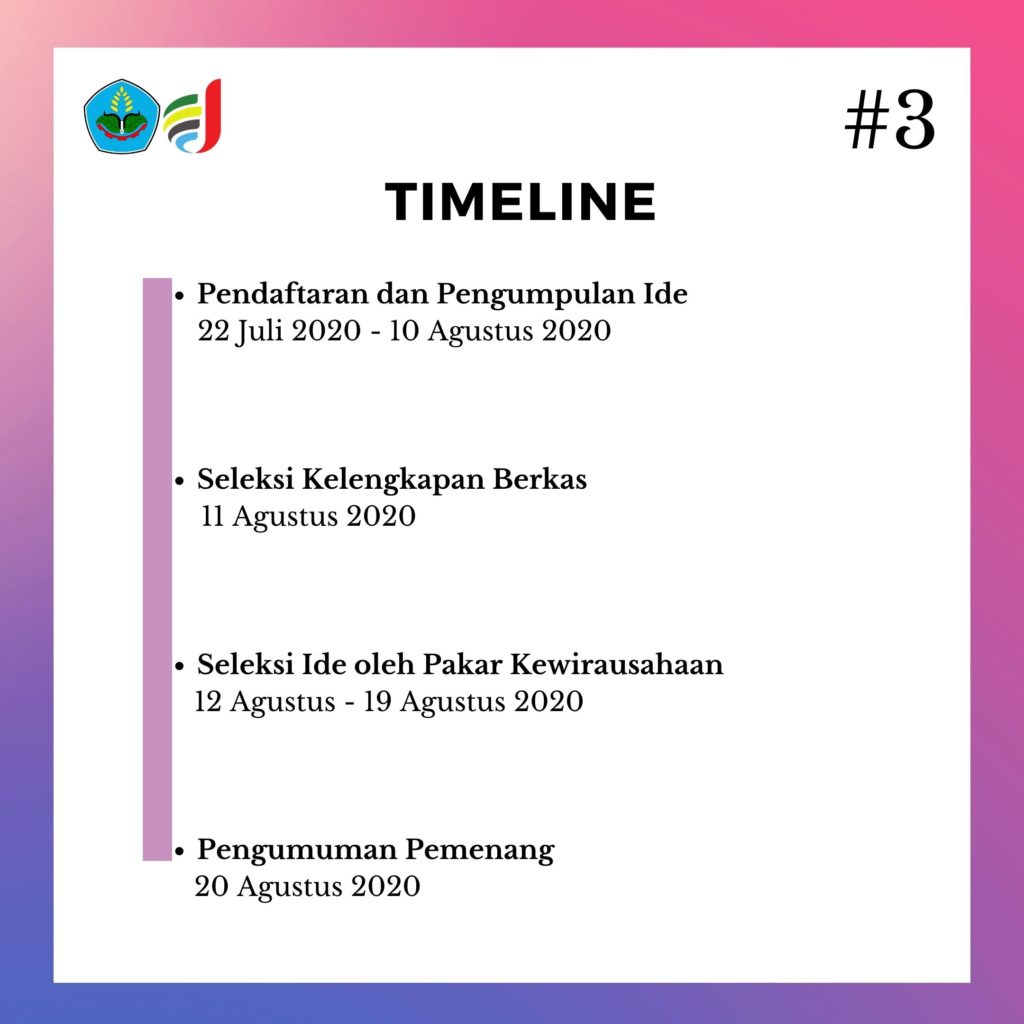 #3
TIMELINE
• Pendaftaran dan Pengumpulan Ide
22 Juli 2020 - 10 Agustus 2020
• Seleksi Kelengkapan Berkas
11 Agustus 2020
• Seleksi Ide oleh Pakar Kewirausahaan
12 Agustus - 19 Agustus 2020
• Pengumuman Pemenang
20 Agustus 2020